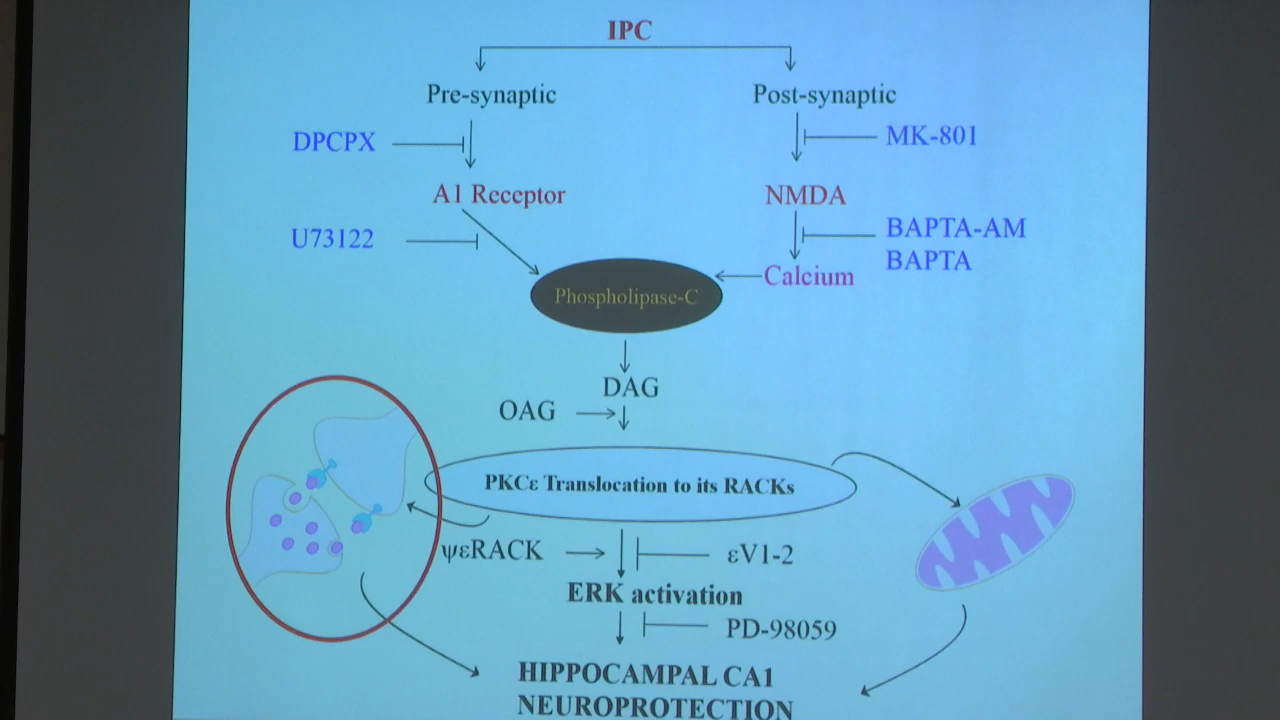 IPC
Pre-synaptic
Post-synaptic
DPCPX
MK-801
A1 Receptor
NMDA
U73122
BAPTA-AM
BAPTA
Calcium
Phospholipase-C
DAG
OAG
PKCε Translocation to its RACKs
ψεRACK
εV1-2
ERK activation
PD-98059
HIPPOCAMPAL CA1
NEUROPROTECTION